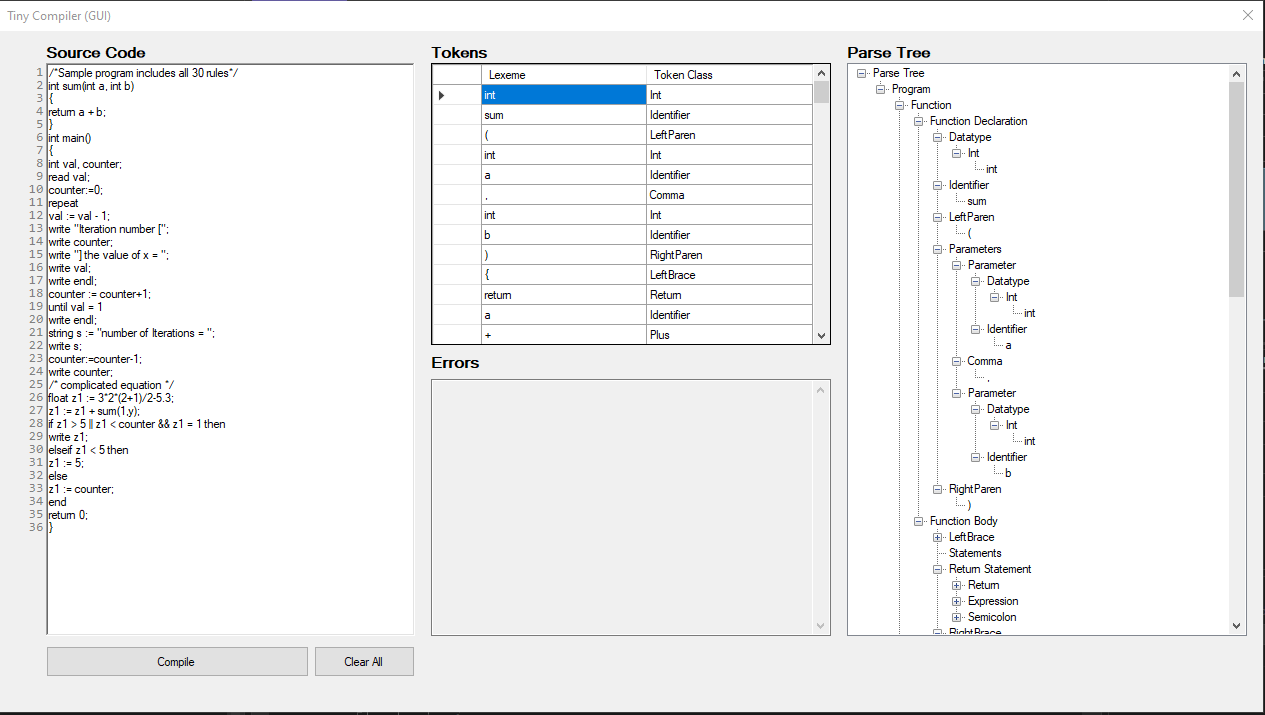 Tiny Compiler (GUI)
Source Code
1 /*Sample program includes all 30 rules*/
2 int sum(int a, int b)
3 {
4 return a + b;
5 }
6 int main()
7 {
8 int val, counter;
9 read val;
10 counter:=0;
11 repeat
12 val := val - 1;
13 write "Iteration number [";
14 write counter;
15 write "] the value of x = ";
16 write val;
17 write endl;
18 counter := counter+1;
19 until val = 1
20 write endl;
21 string s := "number of Iterations = ";
22 write s;
23 counter:=counter-1;
24 write counter;
25 /* complicated equation */
26 float z1 := 3*2*(2+1)/2-5.3;
27 z1 := z1 + sum(1,y);
28 if z1 > 5 || z1 < counter && z1 = 1 then
29 write z1;
30 elseif z1 < 5 then
31 z1 := 5;
32 else
33 z1 := counter;
34 end
35 return 0;
36 }
Compile
Clear All
Tokens
Lexeme Token Class
int Int
sum Identifier
( LeftParen
int Int
a Identifier
, Comma
int Int
b Identifier
) RightParen
{ LeftBrace
return Return
a Identifier
+ Plus
Errors
Parse Tree
Parse Tree
Program
Function
Function Declaration
Datatype
Int
int
Identifier
sum
LeftParen
(
Parameters
Parameter
Datatype
Int
int
Identifier
a
Comma
,
Parameter
Datatype
Int
int
Identifier
b
RightParen
)
Function Body
LeftBrace
Statements
Return Statement
Return
Expression
Semicolon
RightBrace